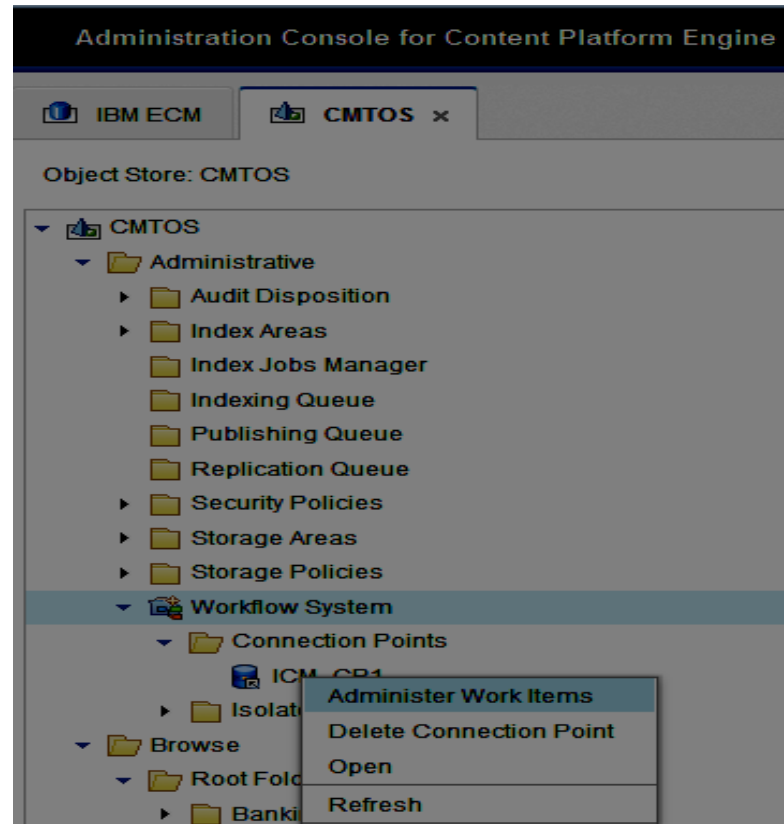 Administration Console for Content Platform Engine
IBM ECM CMTOS
Object Store: CMTOS
CMTOS
Administrative
Audit Disposition
Index Areas
Index Jobs Manager
Indexing Queue
Publishing Queue
Replication Queue
Security Policies
Storage Areas
Storage Policies
Workflow System
Connection Points
Administer Work Items
Delete Connection Point
Browse
Open
Refresh